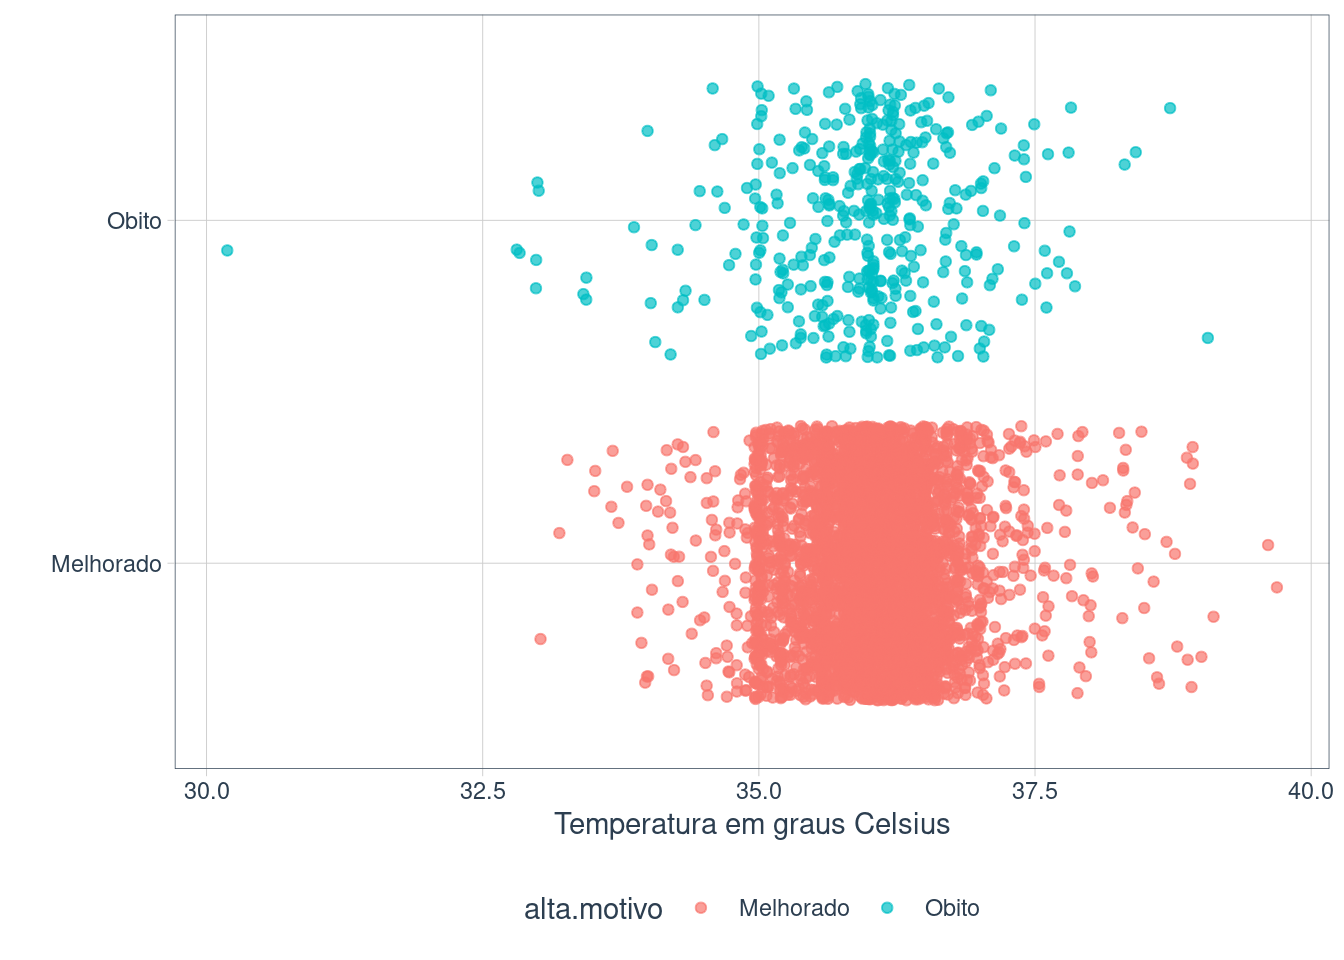 Obito
Melhorado
30.0 32.5 35.0 37.5 40.0
Temperatura em graus Celsius
alta.motivo Melhorado Obito